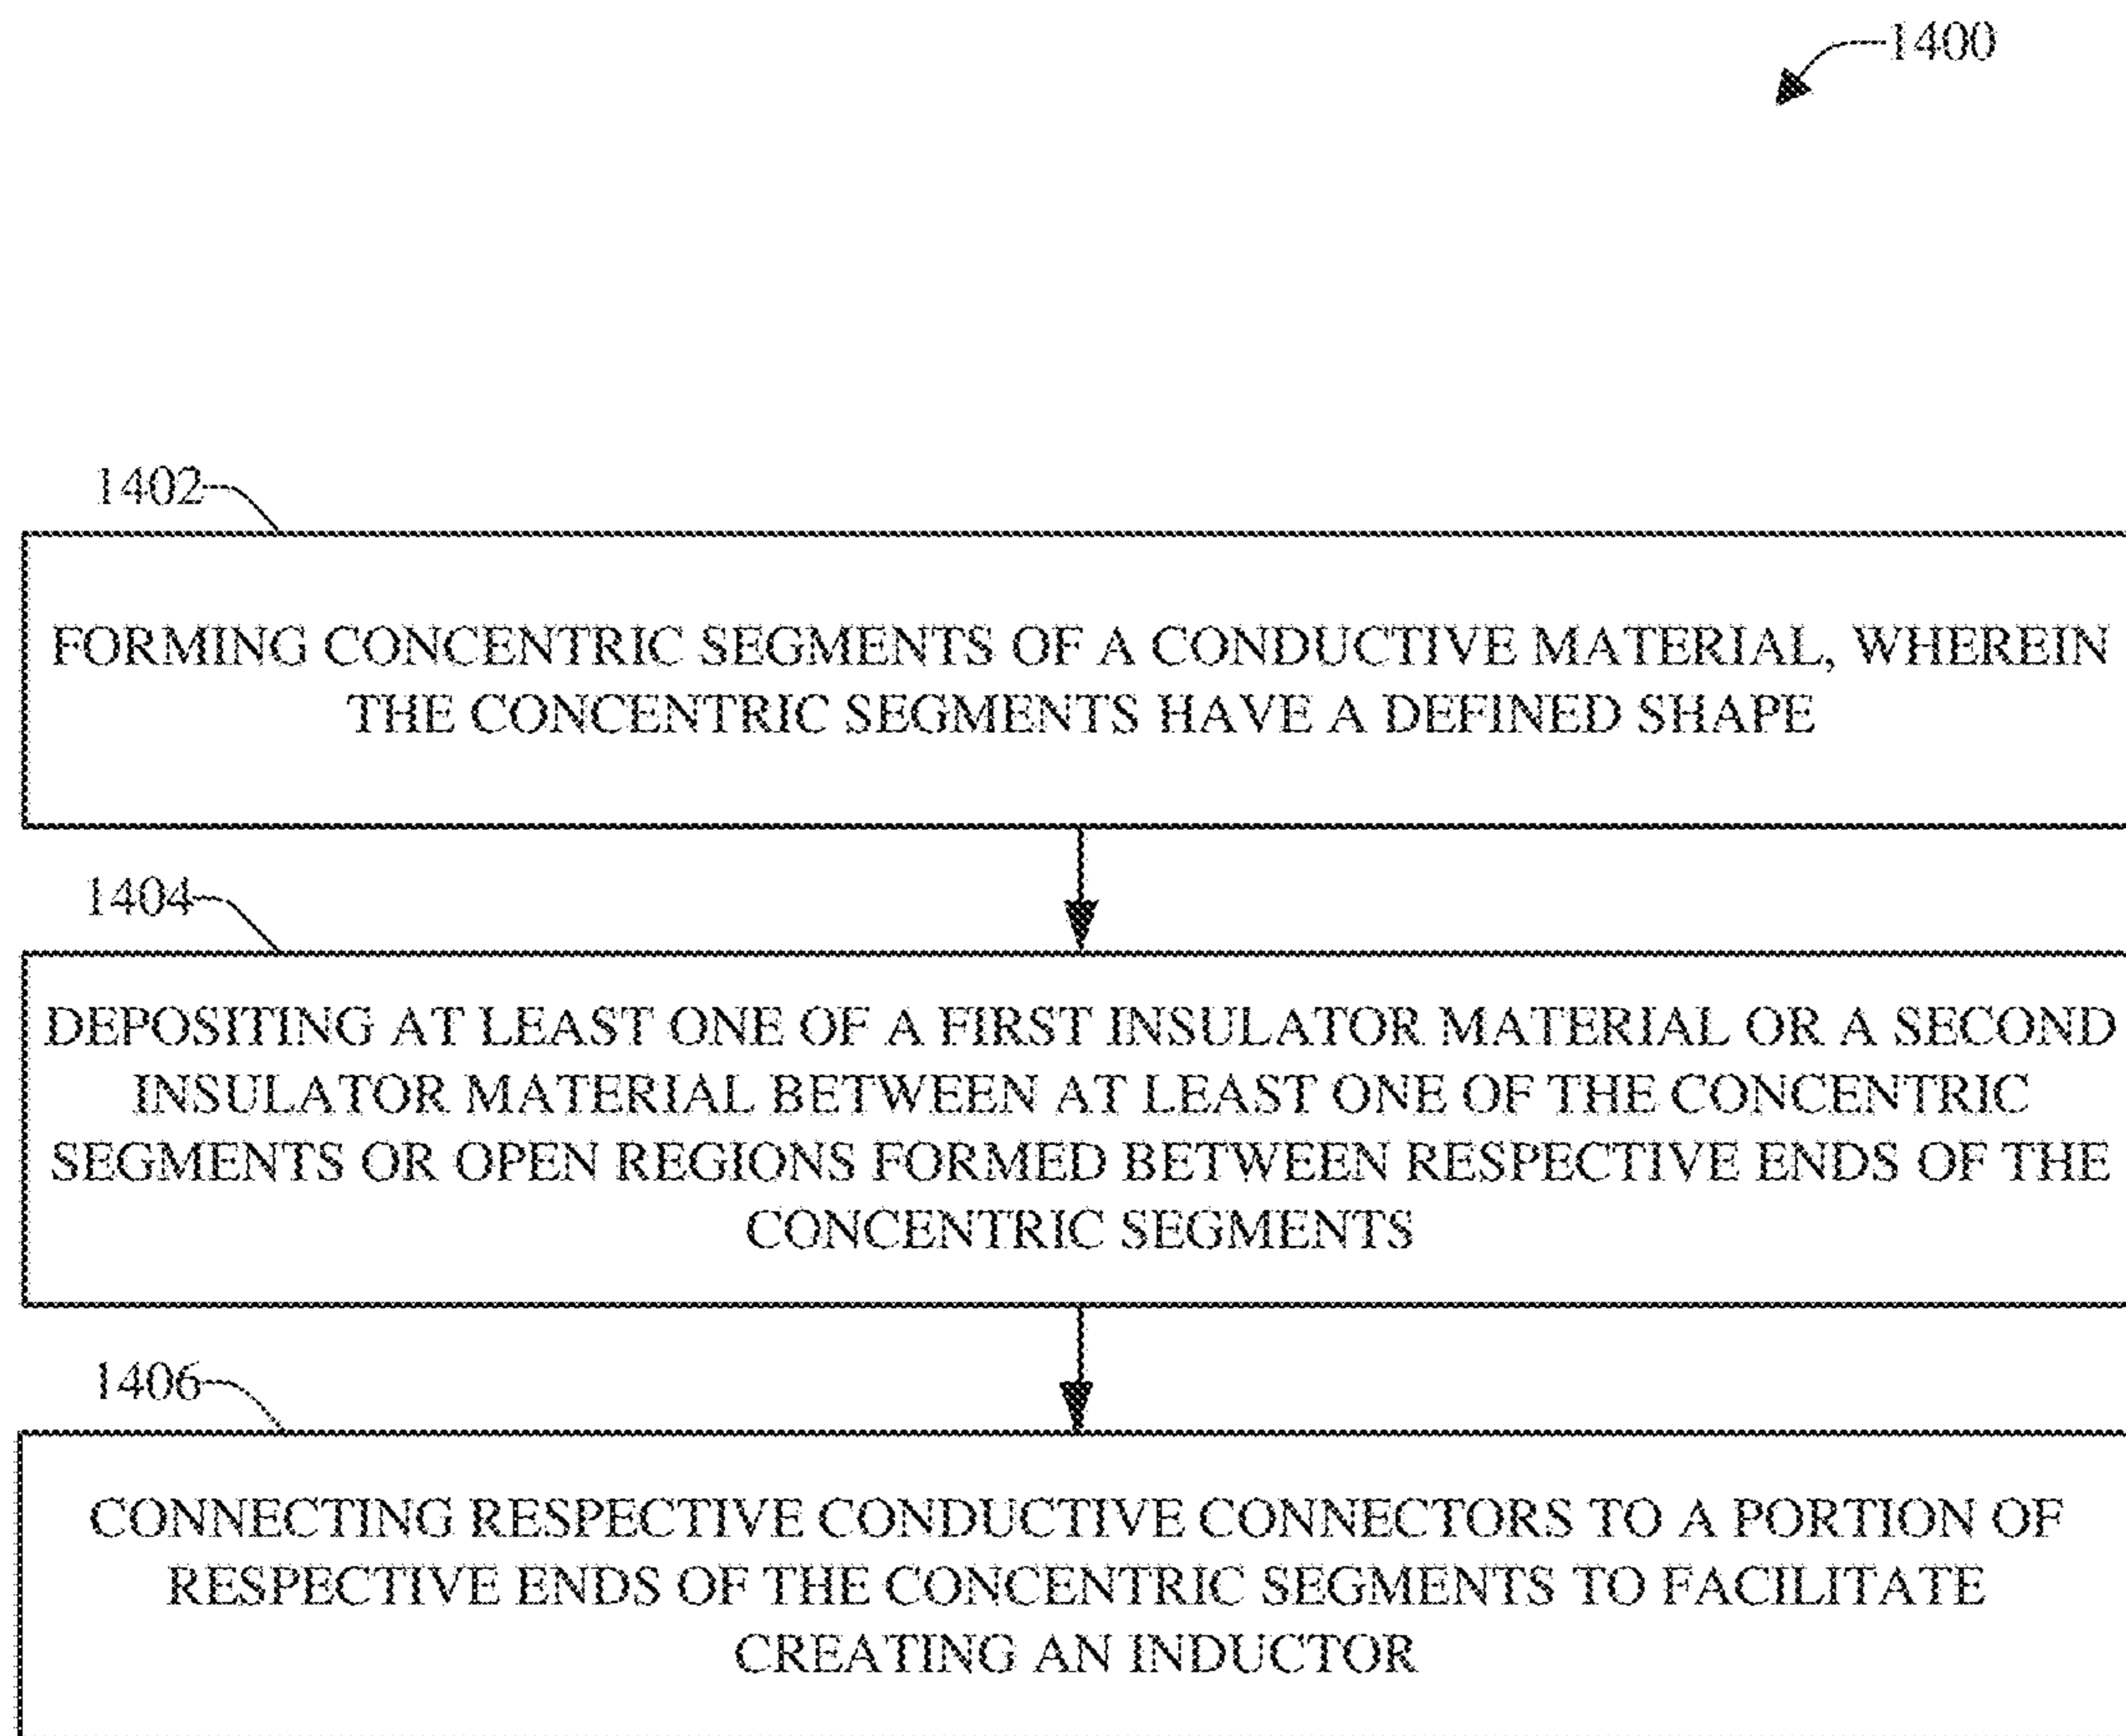 1400
1402
FORMING CONCENTRIC SEGMENTS OF A CONDUCTIVE MATERIAL, WHEREIN
THE CONCENTRIC SEGMENTS HAVE A DEFINED SHAPE
1404
DEPOSITING AT LEAST ONE OF A FIRST INSULATOR MATERIAL OR A SECOND
INSULATOR MATERIAL BETWEEN AT LEAST ONE OF THE CONCENTRIC
SEGMENTS OR OPEN REGIONS FORMED BETWEEN RESPECTIVE ENDS OF THE
CONCENTRIC SEGMENTS
1406
CONNECTING RESPECTIVE CONDUCTIVE CONNECTORS TO A PORTION OF
RESPECTIVE ENDS OF THE CONCENTRIC SEGMENTS TO FACILITATE
CREATING AN INDUCTOR